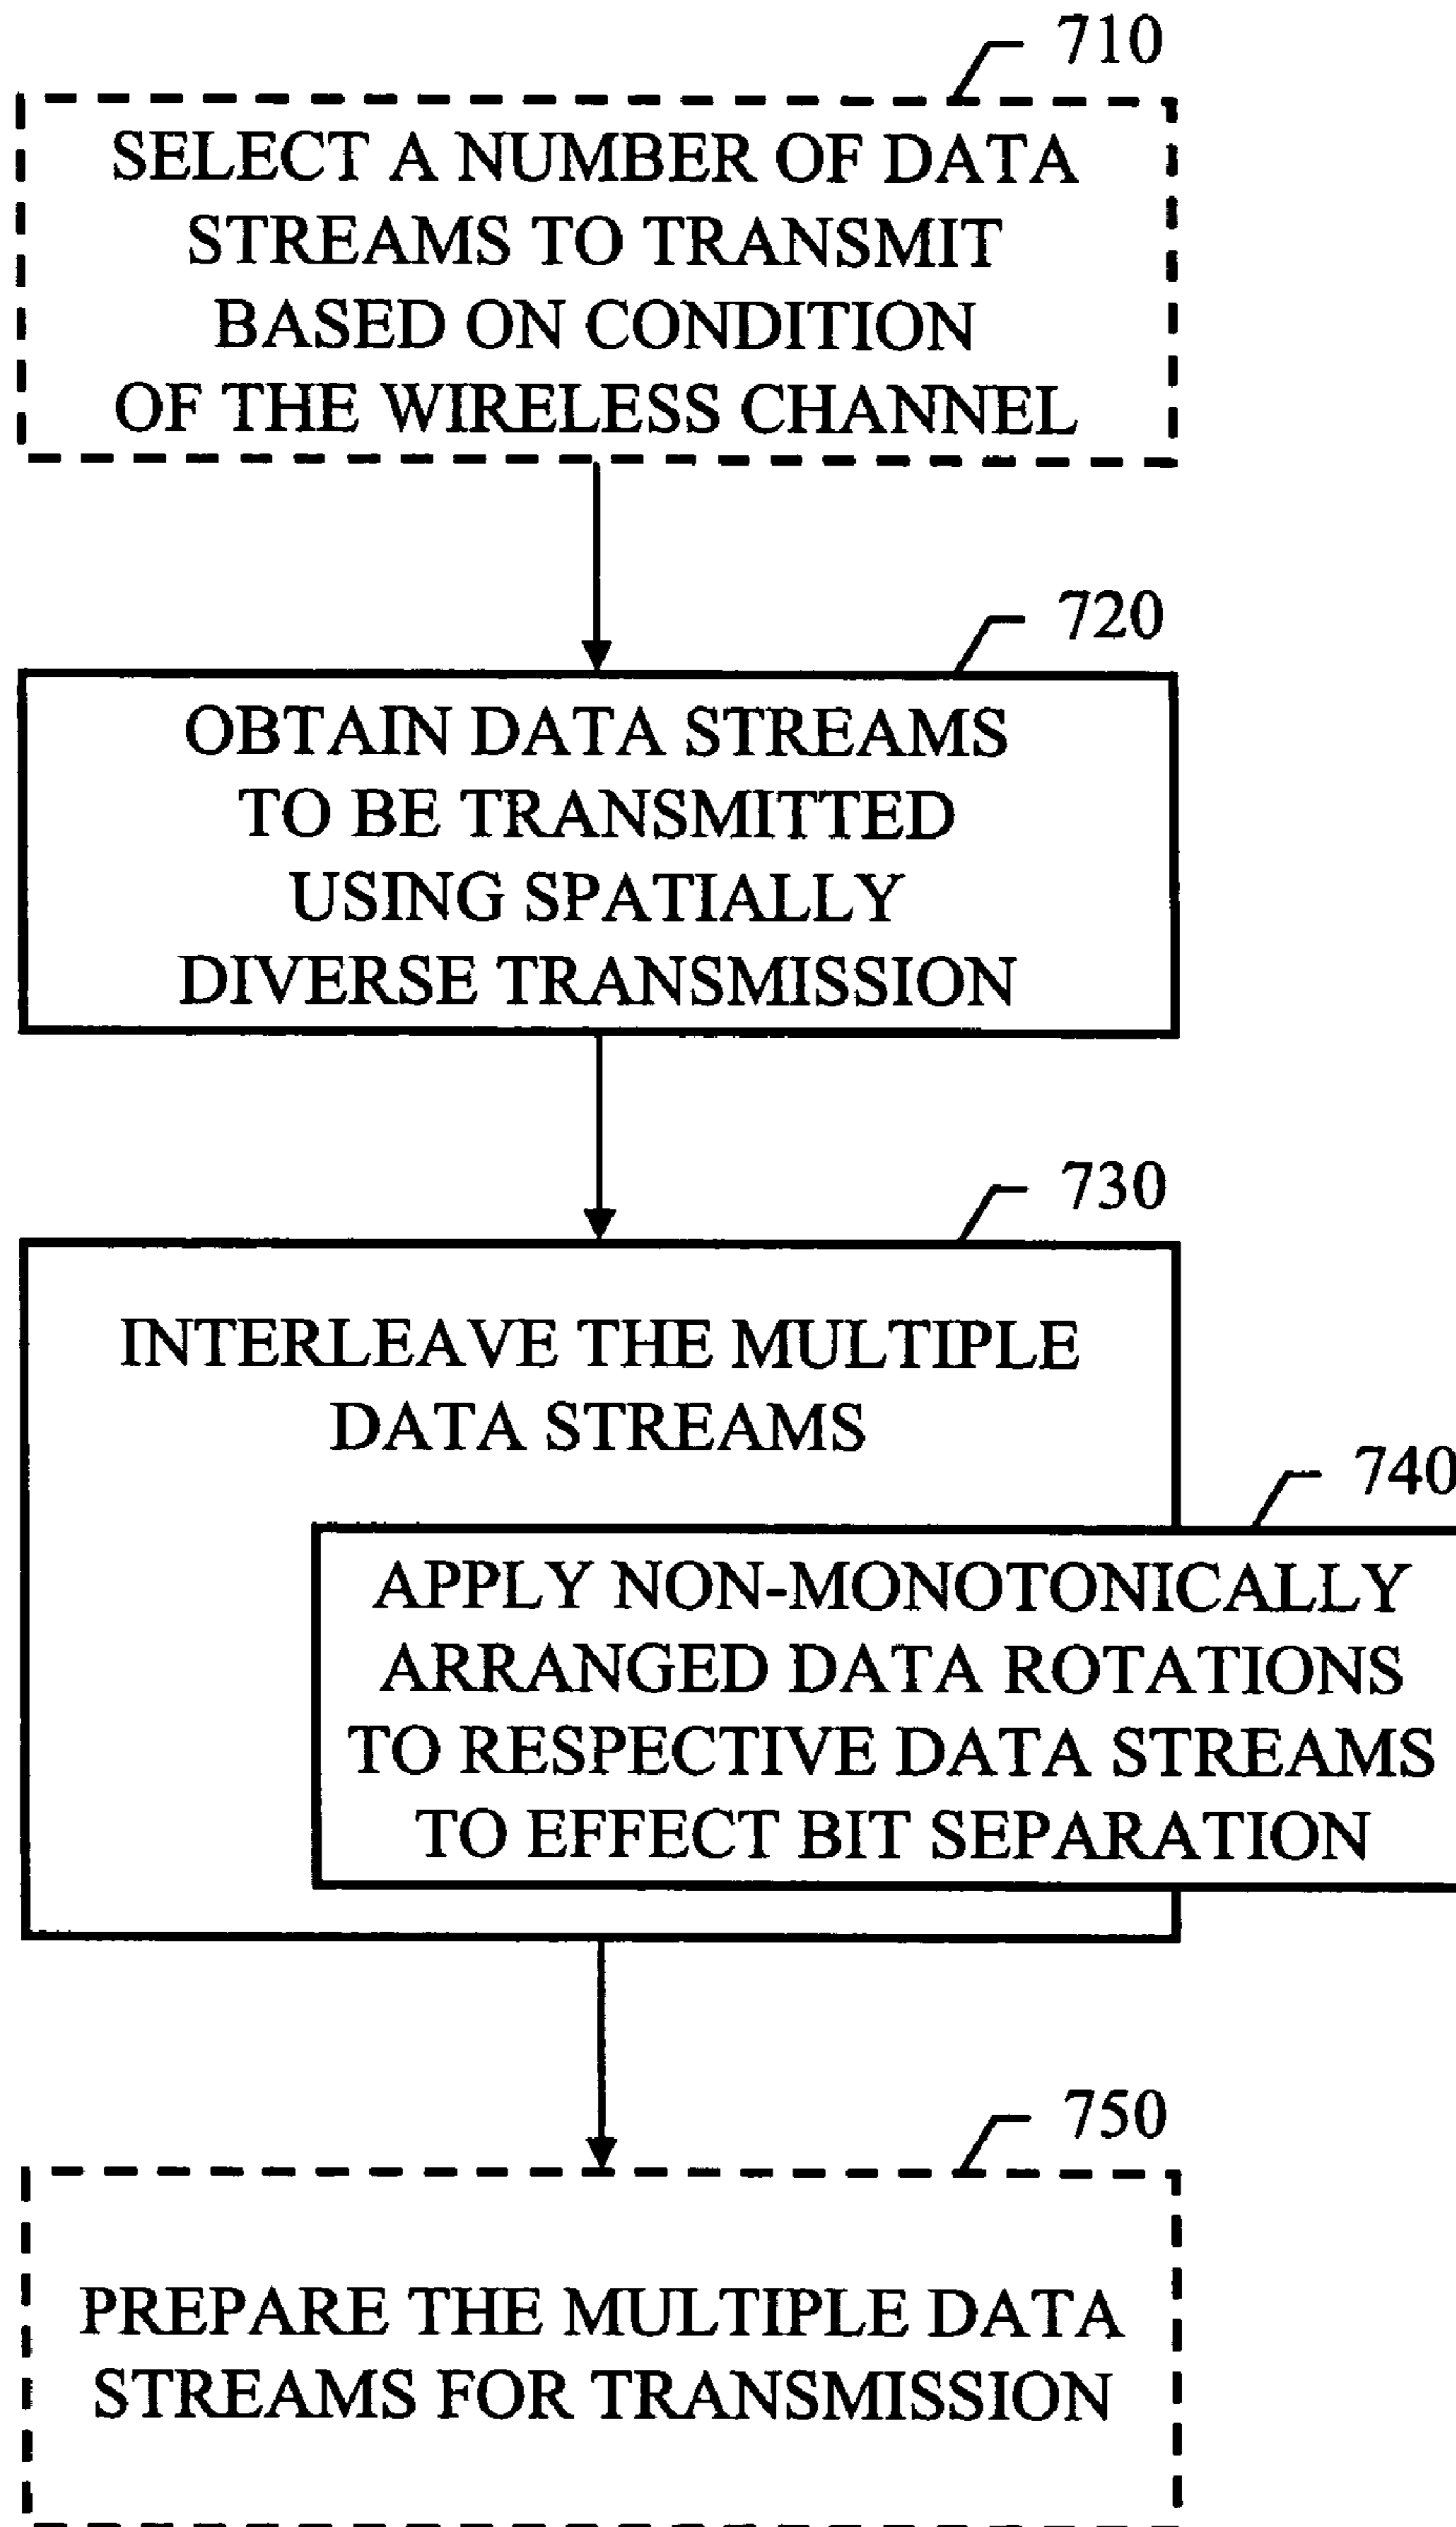 710
SELECT A NUMBER OF DATA
STREAMS TO TRANSMIT
BASED ON CONDITION
OF THE WIRELESS CHANNEL
720
OBTAIN DATA STREAMS
TO BE TRANSMITTED
USING SPATIALLY
DIVERSE TRANSMISSION
730
INTERLEAVE THE MULTIPLE
DATA STREAMS
740
APPLY NON-MONOTONICALLY
ARRANGED DATA ROTATIONS
TO RESPECTIVE DATA STREAMS
TO EFFECT BIT SEPARATION
750
PREPARE THE MULTIPLE DATA
STREAMS FOR TRANSMISSION